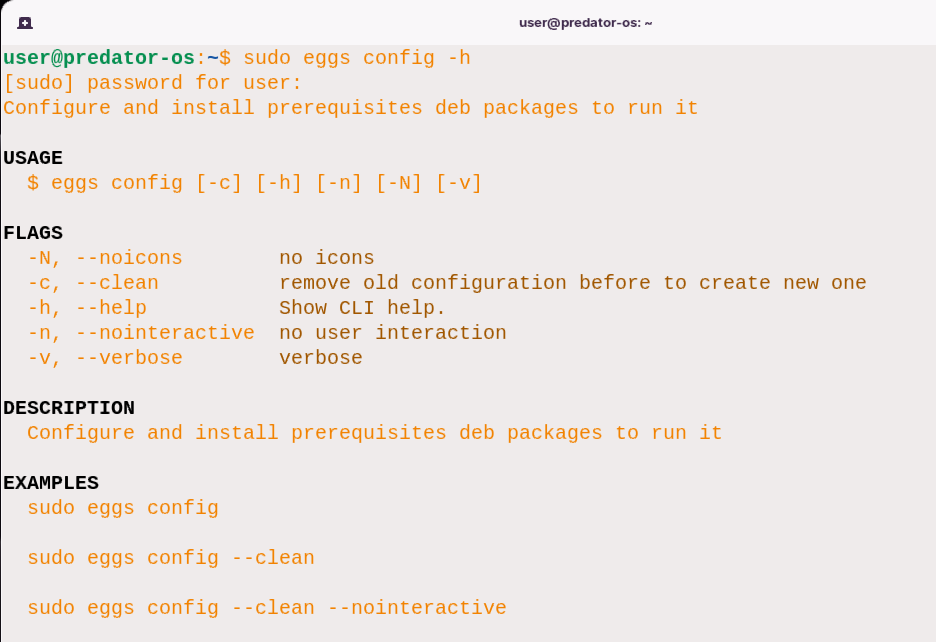 user@predator-os: ~
user@predator-os:~$ sudo eggs config -h
[sudo] password for user:
Configure and install prerequisites deb packages to run it
USAGE
$ eggs config [-c] [-h] [-n] [-N] [-v]
FLAGS
-N, --noicons no icons
-c, --clean remove old configuration before to create new one
-h, --help Show CLI help.
-n, --nointeractive no user interaction
-v, --verbose verbose
DESCRIPTION
Configure and install prerequisites deb packages to run it
EXAMPLES
sudo eggs config
sudo eggs config --clean
sudo eggs config --clean --nointeractive